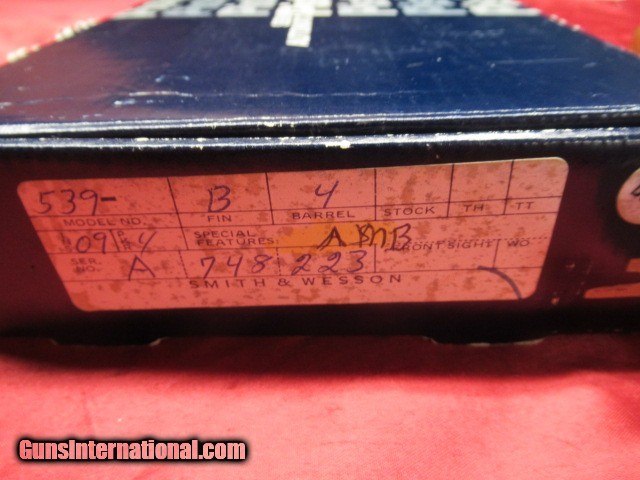 539- B 4
MODEL NO. FIN BARREL STOCK TH TT
SPECIAL
FEATURES AMB FRONT SIGHT WO
SER.
NO. A 748 223
SMITH & WESSON
GunsInternational.com